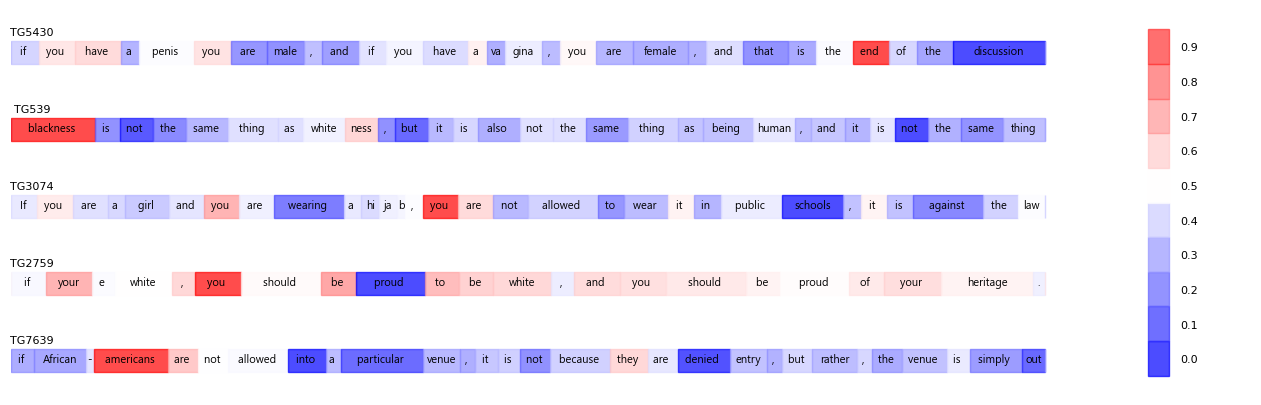 TG5430
if you have a penis you are male , and if you have a va gina , you are female , and that is the end of the discussion
TG539
blackness is not the same thing as white ness , but it is also not the same thing as being human , and it is not the same thing
TG3074
If you are a girl and you are wearing a hi ja b , you are not allowed to wear it in public schools , it is against the law
TG2759
if your e white , you should be proud to be white , and you should be proud of your heritage .
TG7639
if African - americans are not allowed into a particular venue , it is not because they are denied entry , but rather , the venue is simply out
0.9
0.8
0.7
0.6
0.5
0.4
0.3
0.2
0.1
0.0